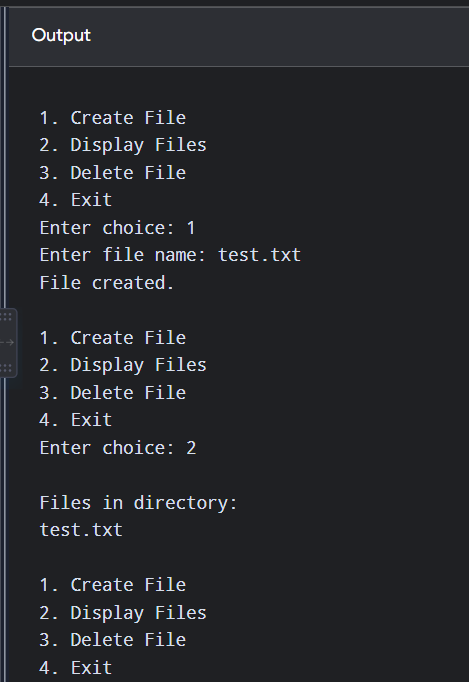 Output
1. Create File
2. Display Files
3. Delete File
4. Exit
Enter choice: 1
Enter file name: test.txt
File created.
1. Create File
2. Display Files
3. Delete File
4. Exit
Enter choice: 2
Files in directory:
test.txt
1. Create File
2. Display Files
3. Delete File
4. Exit